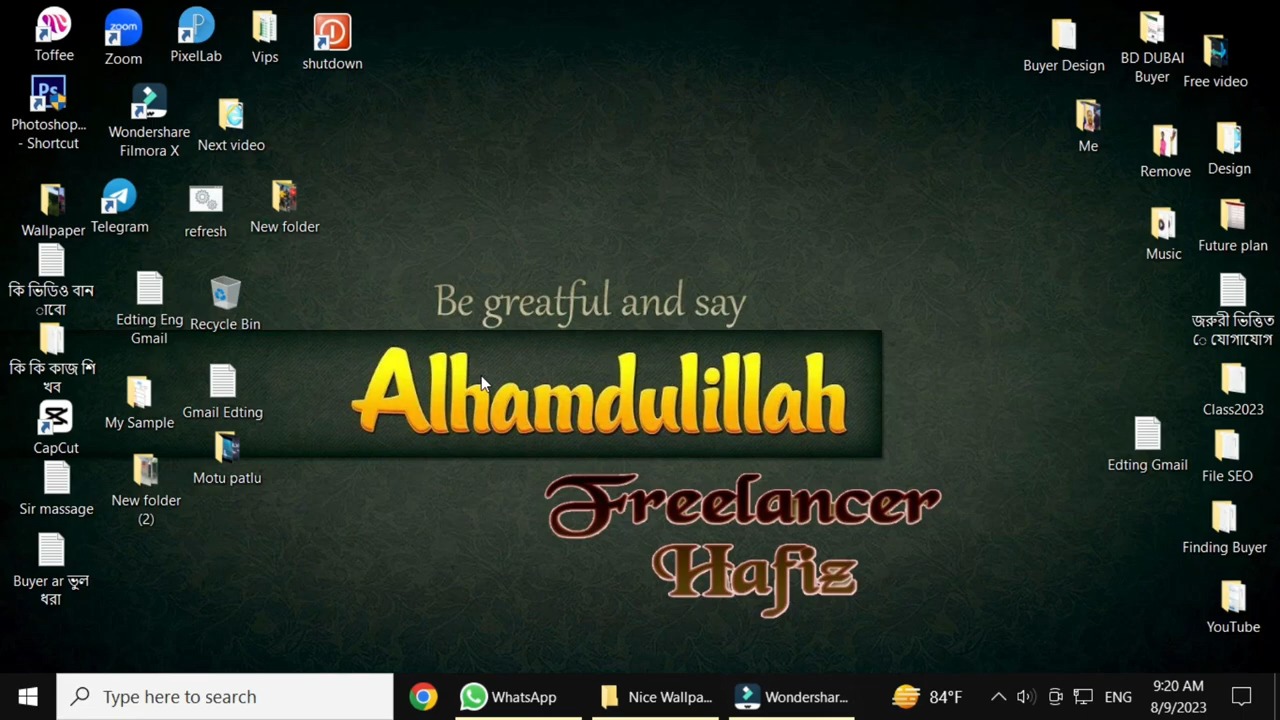 Toffee
Zoom
PixelLab
Vips
shutdown
Photoshop...
- Shortcut
Wondershare
Filmora X
Next video
Wallpaper
Telegram
refresh
New folder
কি ভিডিও বান
াবো
Edting Eng
Gmail
Recycle Bin
কি কি কাজ শি
খব
My Sample
Gmail Edting
CapCut
Motu patlu
Sir massage
New folder
(2)
Buyer ar ভুল
ধরা
Be greatful and say
Alhamdulillah
Freelancer
Hafiz
Buyer Design
BD DUBAI
Buyer
Free video
Me
Remove
Design
Music
Future plan
জরুরী ভিত্তিত
ে যোগাযোগ
Class2023
Edting Gmail
File SEO
Finding Buyer
YouTube
Type here to search
WhatsApp
Nice Wallpa...
Wondershar...
84°F
ENG
9:20 AM
8/9/2023